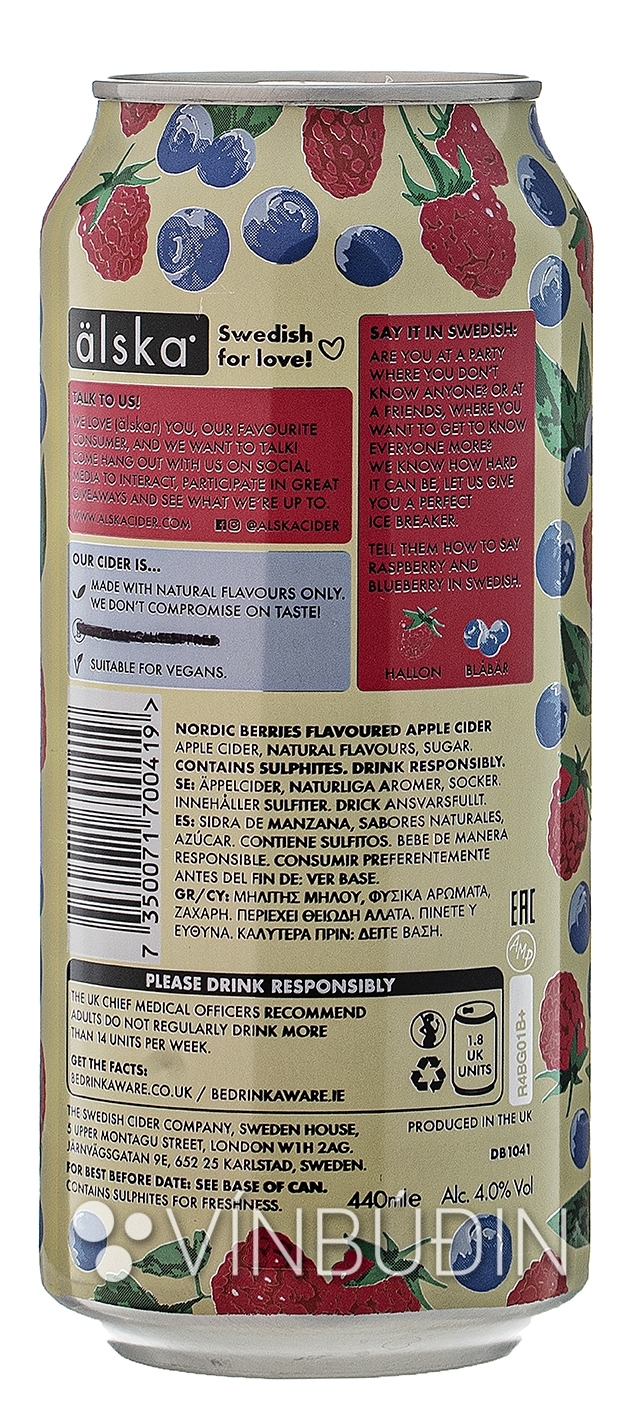 älska
Swedish
for love!
TALK TO US!
WE LOVE (älskar) YOU, OUR FAVOURITE
CONSUMER, AND WE WANT TO TALK!
COME HANG OUT WITH US ON SOCIAL
MEDIA TO INTERACT, PARTICIPATE IN GREAT
GIVEAWAYS AND SEE WHAT WE'RE UP TO.
WWW.ALSKACIDER.COM @ALSKACIDER
OUR CIDER IS...
MADE WITH NATURAL FLAVOURS ONLY.
WE DON'T COMPROMISE ON TASTE!
SUITABLE FOR VEGANS.
SAY IT IN SWEDISH:
ARE YOU AT A PARTY
WHERE YOU DON'T
KNOW ANYONE? OR AT
A FRIENDS, WHERE YOU
WANT TO GET TO KNOW
EVERYONE MORE?
WE KNOW HOW HARD
IT CAN BE, LET US GIVE
YOU A PERFECT
ICE BREAKER.
TELL THEM HOW TO SAY
RASPBERRY AND
BLUEBERRY IN SWEDISH.
HALLON BLÅBÄR
7 350071 700419 >
NORDIC BERRIES FLAVOURED APPLE CIDER
APPLE CIDER, NATURAL FLAVOURS, SUGAR.
CONTAINS SULPHITES. DRINK RESPONSIBLY.
SE: ÄPPELCIDER, NATURLIGA AROMER, SOCKER.
INNEHÅLLER SULFITER. DRICK ANSVARSFULLT.
ES: SIDRA DE MANZANA, SABORES NATURALES,
AZÚCAR. CONTIENE SULFITOS. BEBE DE MANERA
RESPONSIBLE. CONSUMIR PREFERENTEMENTE
ANTES DEL FIN DE: VER BASE.
GR/CY: ΜΗΛΙΤΗΣ ΜΗΛΟΥ, ΦΥΣΙΚΑ ΑΡΩΜΑΤΑ,
ΖΑΧΑΡΗ. ΠΕΡΙΕΧΕΙ ΘΕΙΩΔΗ ΑΛΑΤΑ. ΠΙΝΕΤΕ Υ
ΕΥΘΥΝΑ. ΚΑΛΥΤΕΡΑ ΠΡΙΝ: ΔΕΙΤΕ ΒΑΣΗ.
EAC
AMP
R4BG01B+
PLEASE DRINK RESPONSIBLY
THE UK CHIEF MEDICAL OFFICERS RECOMMEND
ADULTS DO NOT REGULARLY DRINK MORE
THAN 14 UNITS PER WEEK.
GET THE FACTS:
BEDRINKAWARE.CO.UK / BEDRINKAWARE.IE
1.8
UK
UNITS
THE SWEDISH CIDER COMPANY, SWEDEN HOUSE,
5 UPPER MONTAGU STREET, LONDON W1H 2AG.
JÄRNVÄGSGATAN 9E, 652 25 KARLSTAD, SWEDEN.
FOR BEST BEFORE DATE: SEE BASE OF CAN.
CONTAINS SULPHITES FOR FRESHNESS.
PRODUCED IN THE UK
DB1041
440ml e Alc. 4.0% Vol
VÍNBÚÐIN